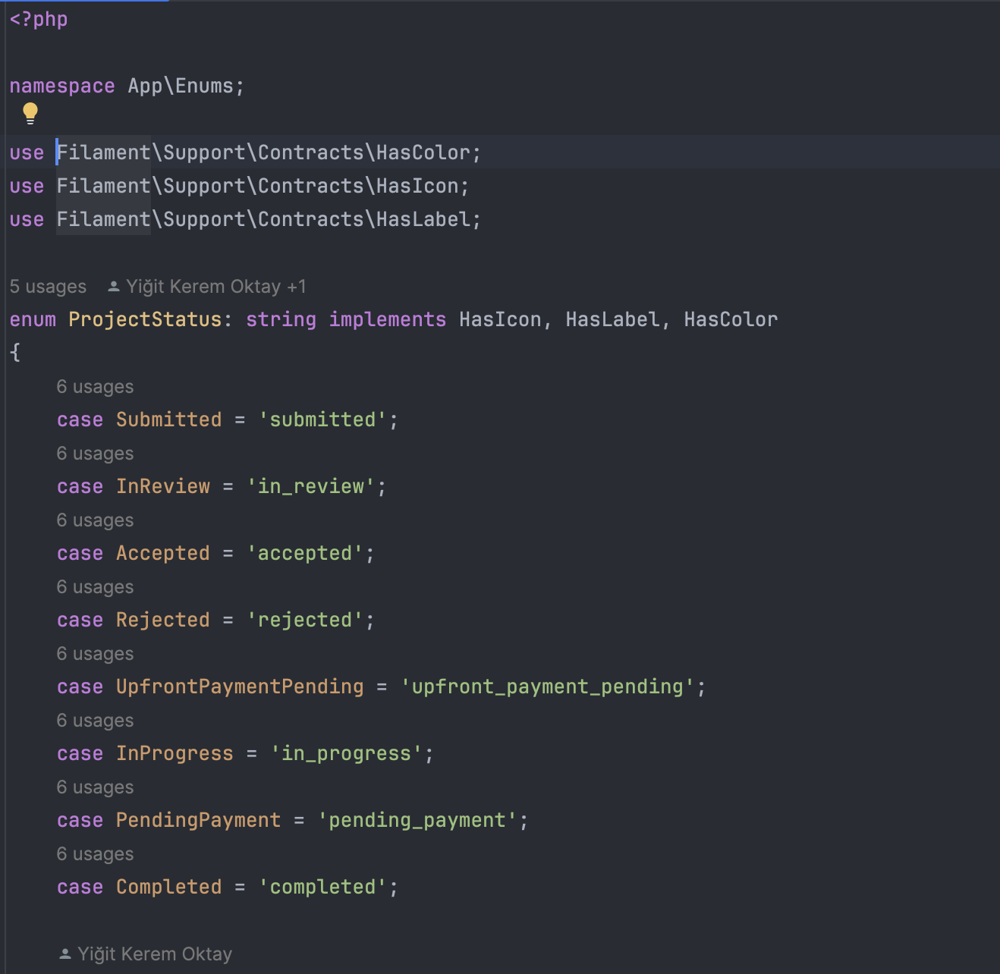 <?php
namespace App\Enums;
use Filament\Support\Contracts\HasColor;
use Filament\Support\Contracts\HasIcon;
use Filament\Support\Contracts\HasLabel;
5 usages Yiğit Kerem Oktay +1
enum ProjectStatus: string implements HasIcon, HasLabel, HasColor
{
6 usages
case Submitted = 'submitted';
6 usages
case InReview = 'in_review';
6 usages
case Accepted = 'accepted';
6 usages
case Rejected = 'rejected';
6 usages
case UpfrontPaymentPending = 'upfront_payment_pending';
6 usages
case InProgress = 'in_progress';
6 usages
case PendingPayment = 'pending_payment';
6 usages
case Completed = 'completed';
Yiğit Kerem Oktay